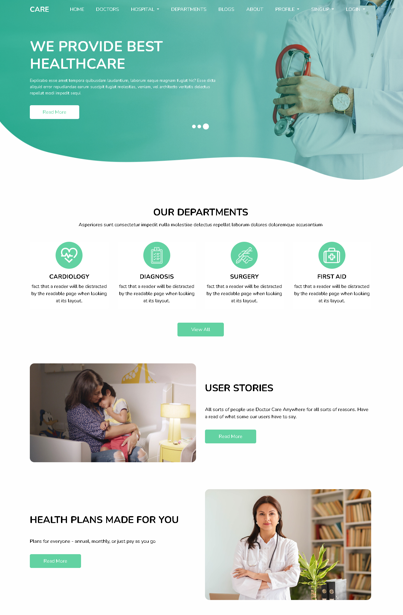 CARE
HOME DOCTORS HOSPITAL DEPARTMENTS BLOGS ABOUT PROFILE LOGIN
WE PROVIDE BEST
HEALTHCARE
Read More
OUR DEPARTMENTS
Asperiores sunt consectetur impedit nulla molestiae delectus repellat laborum dolores doloremque accusantium
CARDIOLOGY
fact that a reader will be distracted
by the readable page when looking
at its layout.
DIAGNOSIS
fact that a reader will be distracted
by the readable page when looking
at its layout.
SURGERY
fact that a reader will be distracted
by the readable page when looking
at its layout.
FIRST AID
fact that a reader will be distracted
by the readable page when looking
at its layout.
View All
USER STORIES
All sorts of people use Doctor Care Anywhere for all sorts of reasons. Have
a read of what some our users have to say.
Read More
HEALTH PLANS MADE FOR YOU
Plans for everyone - annual, monthly, or just pay as you go.
Read More